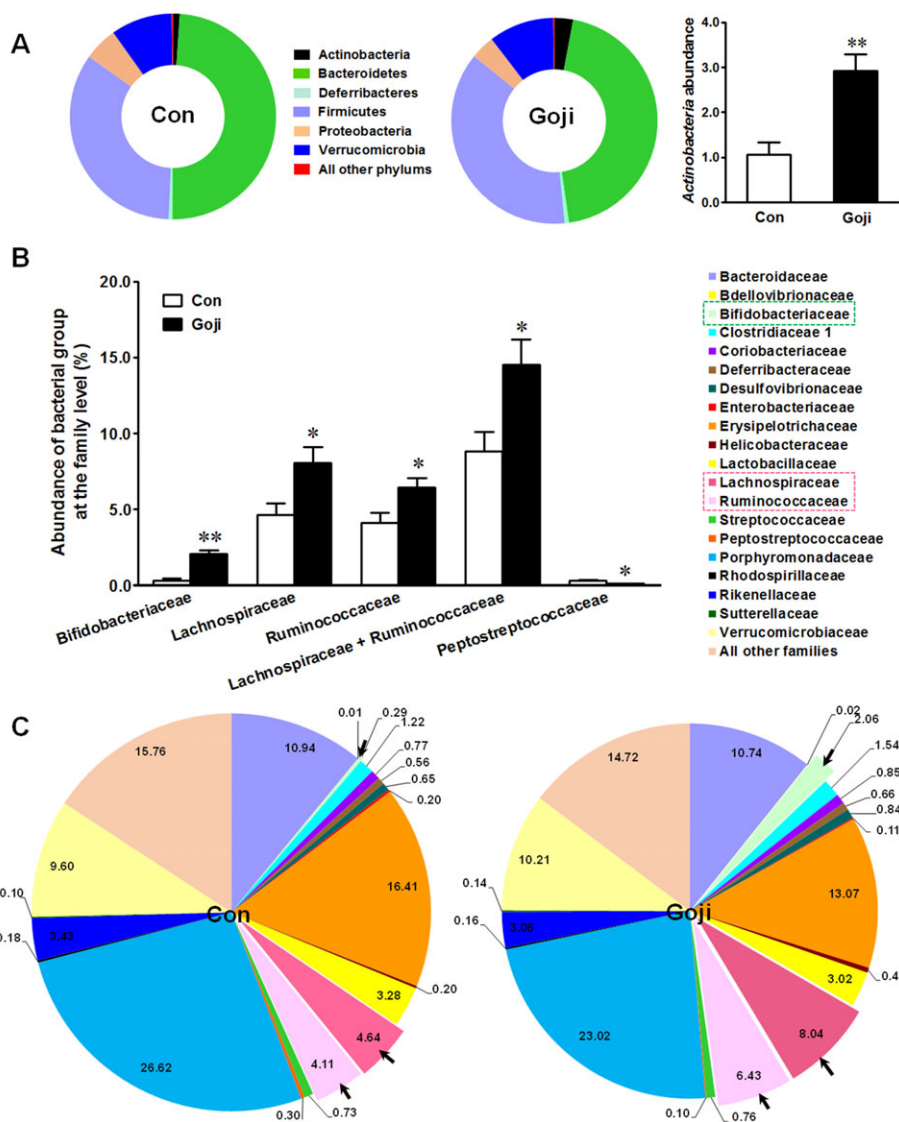 A
Con
Actinobacteria
Bacteroidetes
Deferribacteres
Firmicutes
Proteobacteria
Verrucomicrobia
All other phylums
Goji
Actinobacteria abundance
4.0
3.0
2.0
1.0
0.0
**
Con
Goji
B
Abundance of bacterial group
at the family level (%)
20.0
15.0
10.0
5.0
0.0
Con
Goji
**
*
*
*
*
Bifidobacteriaceae
Lachnospiraceae
Ruminococcaceae
Lachnospiraceae + Ruminococcaceae
Peptostreptococcaceae
Bacteroidaceae
Bdellovibrionaceae
Bifidobacteriaceae
Clostridiaceae 1
Coriobacteriaceae
Deferribacteraceae
Desulfovibrionaceae
Enterobacteriaceae
Erysipelotrichaceae
Helicobacteraceae
Lactobacillaceae
Lachnospiraceae
Ruminococcaceae
Streptococcaceae
Peptostreptococcaceae
Porphyromonadaceae
Rhodospirillaceae
Rikenellaceae
Sutterellaceae
Verrucomicrobiaceae
All other families
C
Con
10.94
0.01
0.29
1.22
0.77
0.56
0.65
0.20
16.41
0.20
3.28
4.64
4.11
0.73
0.30
26.62
0.18
3.43
0.10
9.60
15.76
Goji
10.74
0.02
2.06
1.54
0.85
0.66
0.84
0.11
13.07
0.4
3.02
8.04
6.43
0.76
0.10
23.02
0.16
3.06
0.14
10.21
14.72